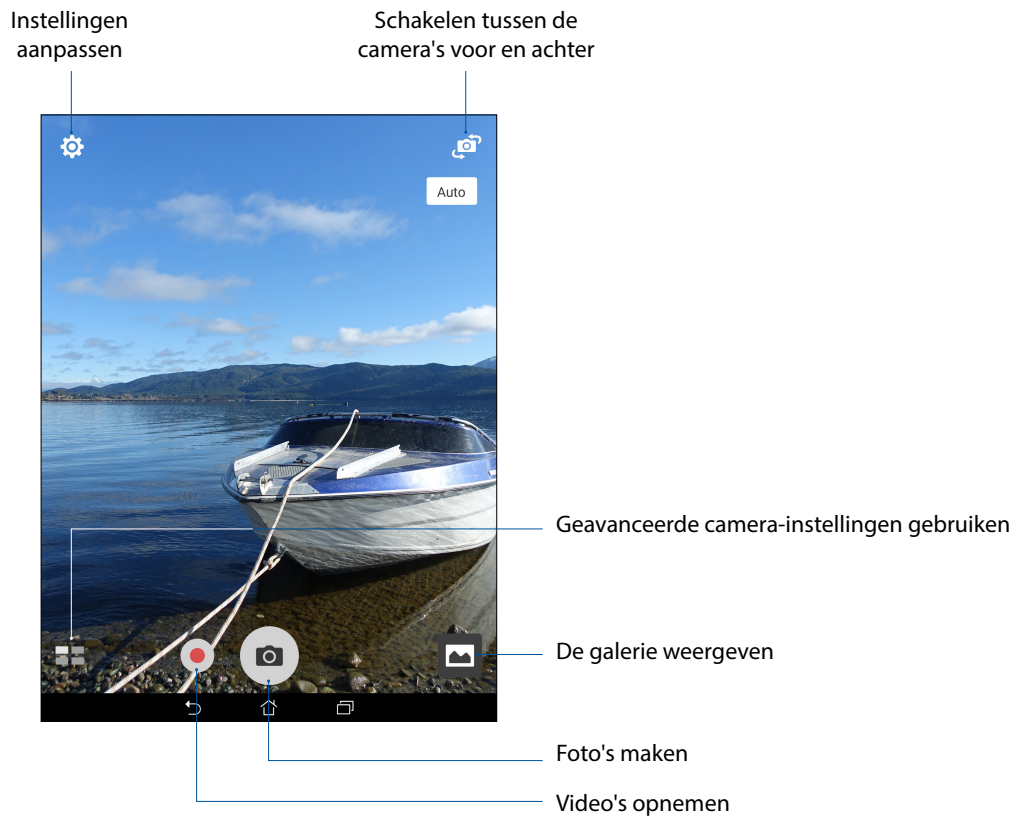 Instellingen
aanpassen
Schakelen tussen de
camera's voor en achter
Auto
Geavanceerde camera-instellingen gebruiken
De galerie weergeven
Foto's maken
Video's opnemen